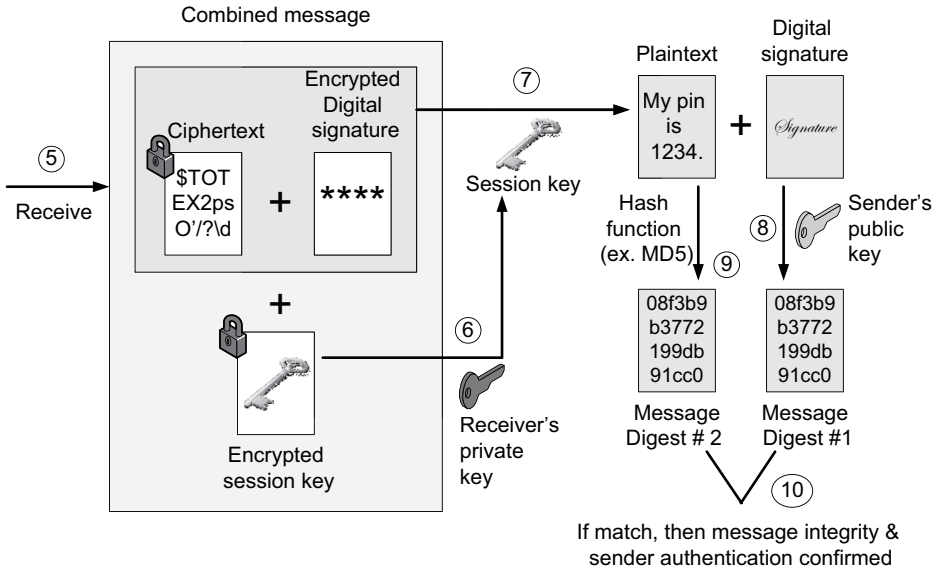 Combined message
Encrypted
Digital
signature
Ciphertext
$TOT
EX2ps
O'/?\d
+
****
5
Receive
+
Encrypted
session key
6
Receiver's
private
key
7
Session key
Plaintext
My pin
is
1234.
+
Digital
signature
Signature
Hash
function
(ex. MD5)
9
8
Sender's
public
key
08f3b9
b3772
199db
91cc0
Message
Digest # 2
08f3b9
b3772
199db
91cc0
Message
Digest #1
10
If match, then message integrity &
sender authentication confirmed